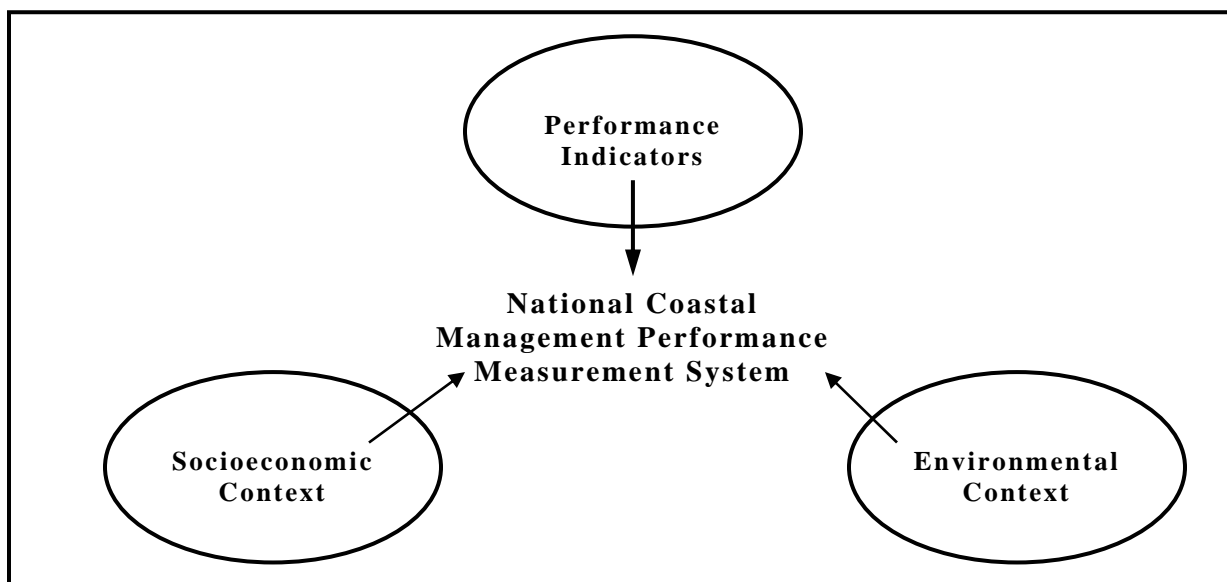 Performance
Indicators
National Coastal
Management Performance
Measurement System
Socioeconomic
Context
Environmental
Context